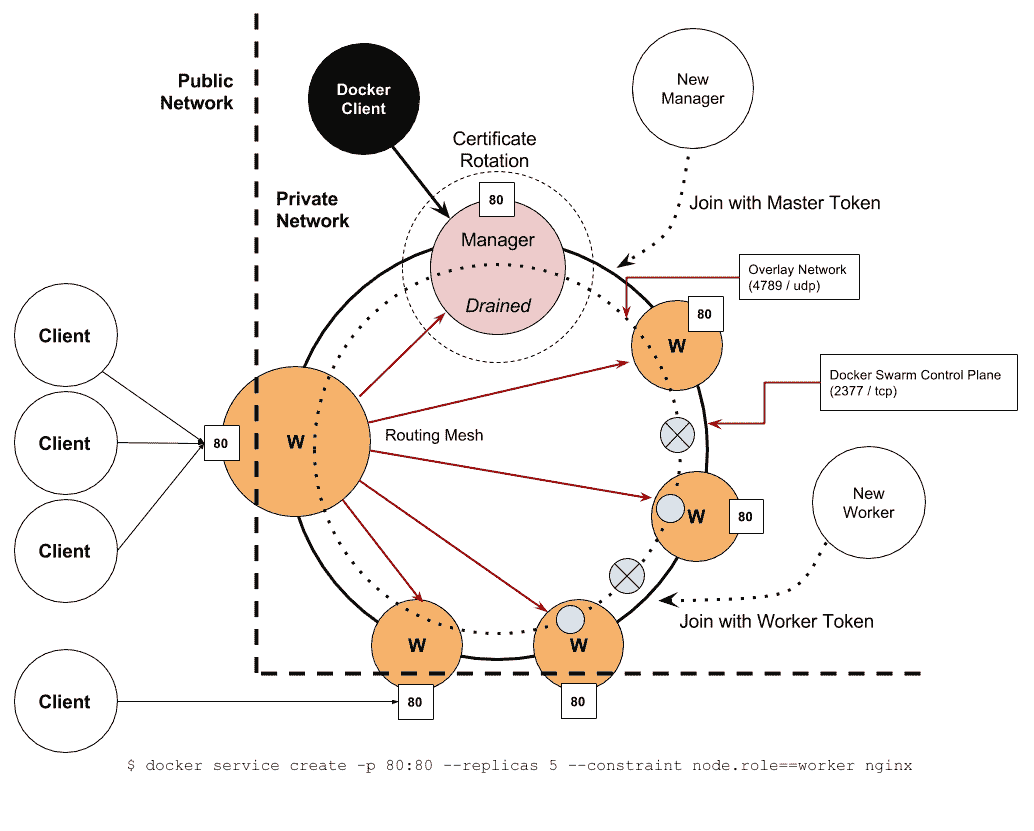 Public
Network
Docker
Client
New
Manager
Certificate
Rotation
Private
Network
80
Manager
Drained
Join with Master Token
Overlay Network
(4789 / udp)
80
W
Client
Docker Swarm Control Plane
(2377 / tcp)
Client
80
W
Routing Mesh
New
Worker
W
80
Client
Join with Worker Token
W
W
Client
80
80
$ docker service create -p 80:80 --replicas 5 --constraint node.role==worker nginx